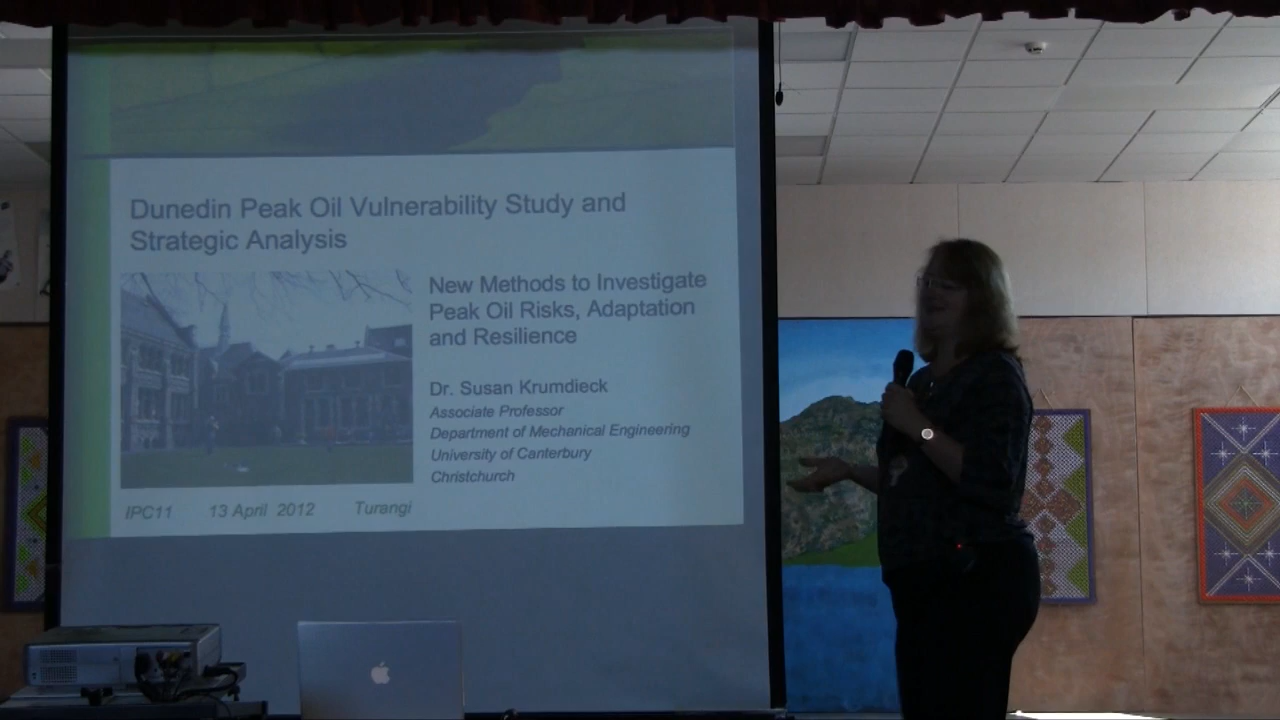 Dunedin Peak Oil Vulnerability Study and
Strategic Analysis
New Methods to Investigate
Peak Oil Risks, Adaptation
and Resilience
Dr. Susan Krumdieck
Associate Professor
Department of Mechanical Engineering
University of Canterbury
Christchurch
IPC11 13 April 2012 Turangi